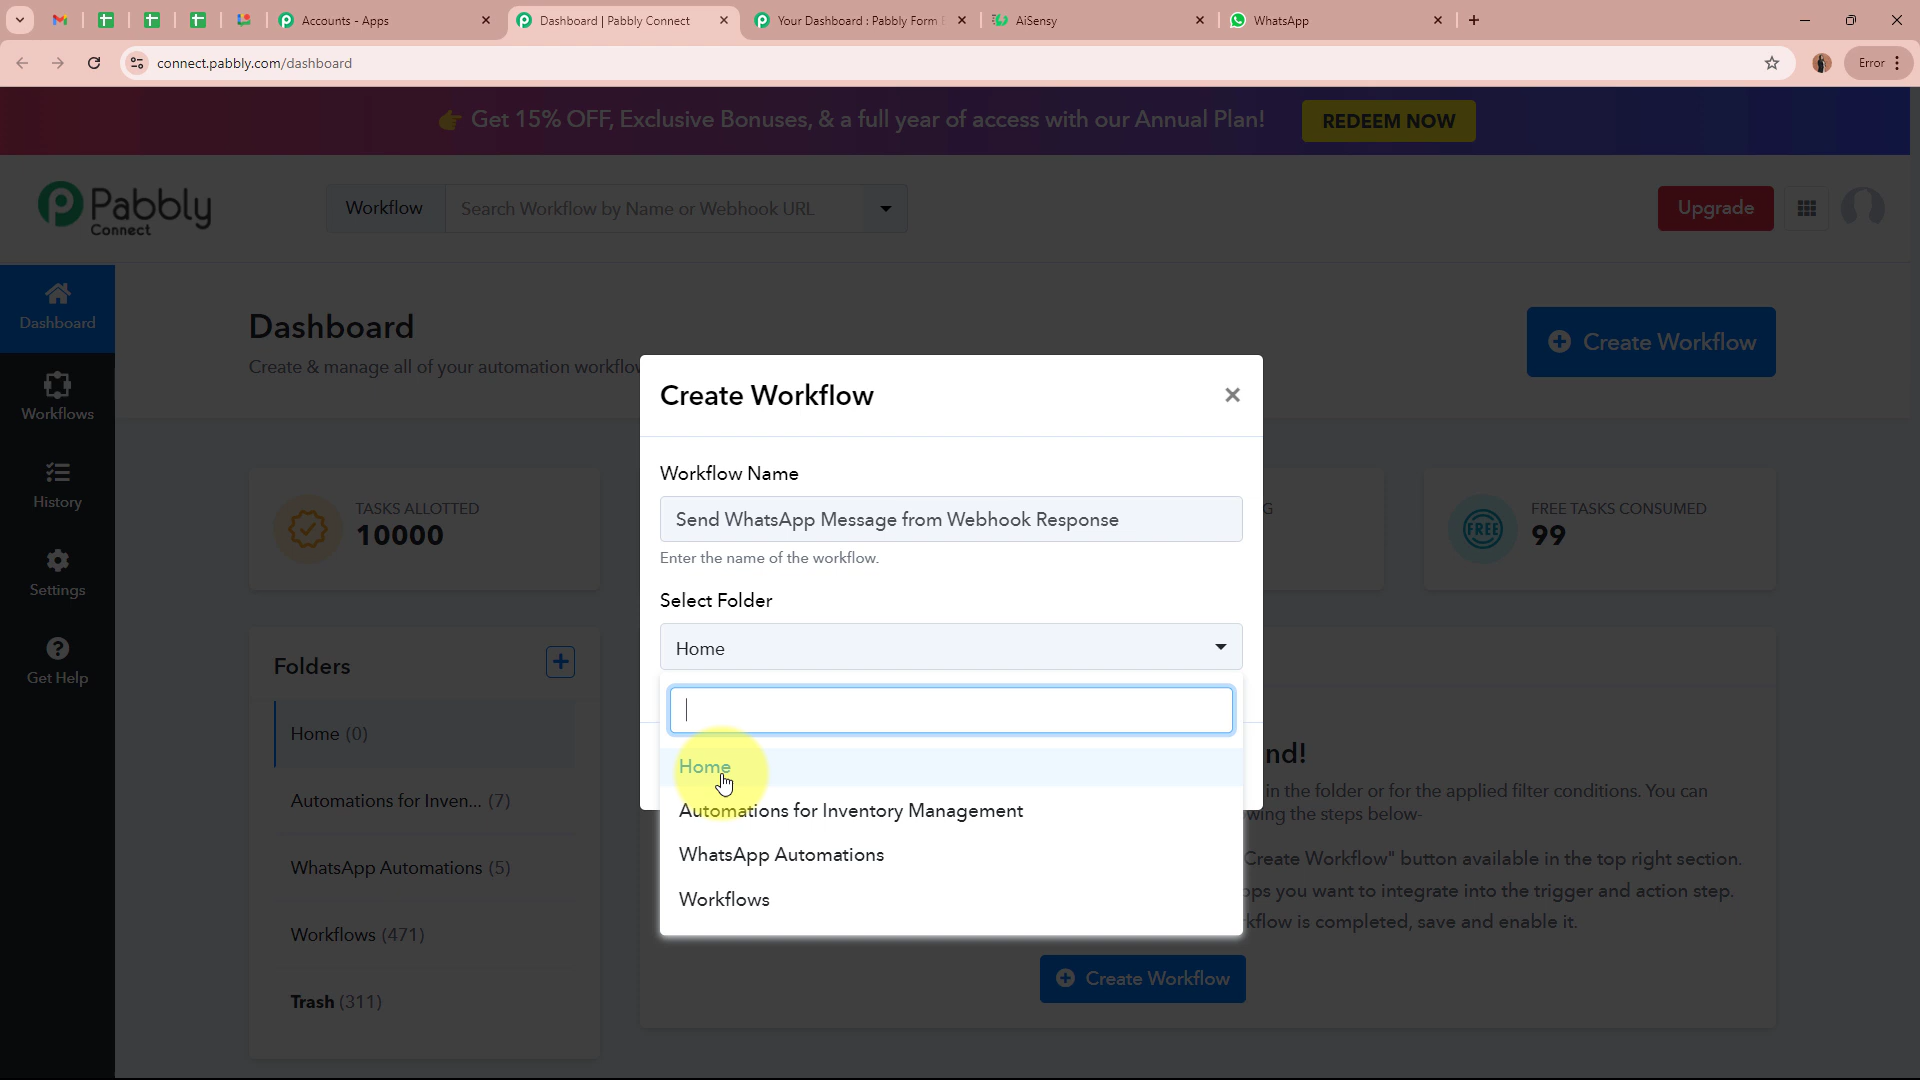 Accounts - Apps
Dashboard | Pabbly Connect
Your Dashboard : Pabbly Form
AiSensy
WhatsApp
connect.pabbly.com/dashboard
Error
Get 15% OFF, Exclusive Bonuses, & a full year of access with our Annual Plan!
REDEEM NOW
Pabbly
Connect
Workflow
Search Workflow by Name or Webhook URL
Upgrade
Dashboard
Workflows
History
Settings
Get Help
Dashboard
Create & manage all of your automation workflow
Create Workflow
TASKS ALLOTTED
10000
G
FREE TASKS CONSUMED
99
FREE
Folders
Home (0)
Automations for Inven... (7)
WhatsApp Automations (5)
Workflows (471)
Trash (311)
Create Workflow
Workflow Name
Send WhatsApp Message from Webhook Response
Enter the name of the workflow.
Select Folder
Home
Home
Automations for Inventory Management
WhatsApp Automations
Workflows
nd!
in the folder or for the applied filter conditions. You can
wing the steps below-
Create Workflow" button available in the top right section.
ps you want to integrate into the trigger and action step.
kflow is completed, save and enable it.
Create Workflow